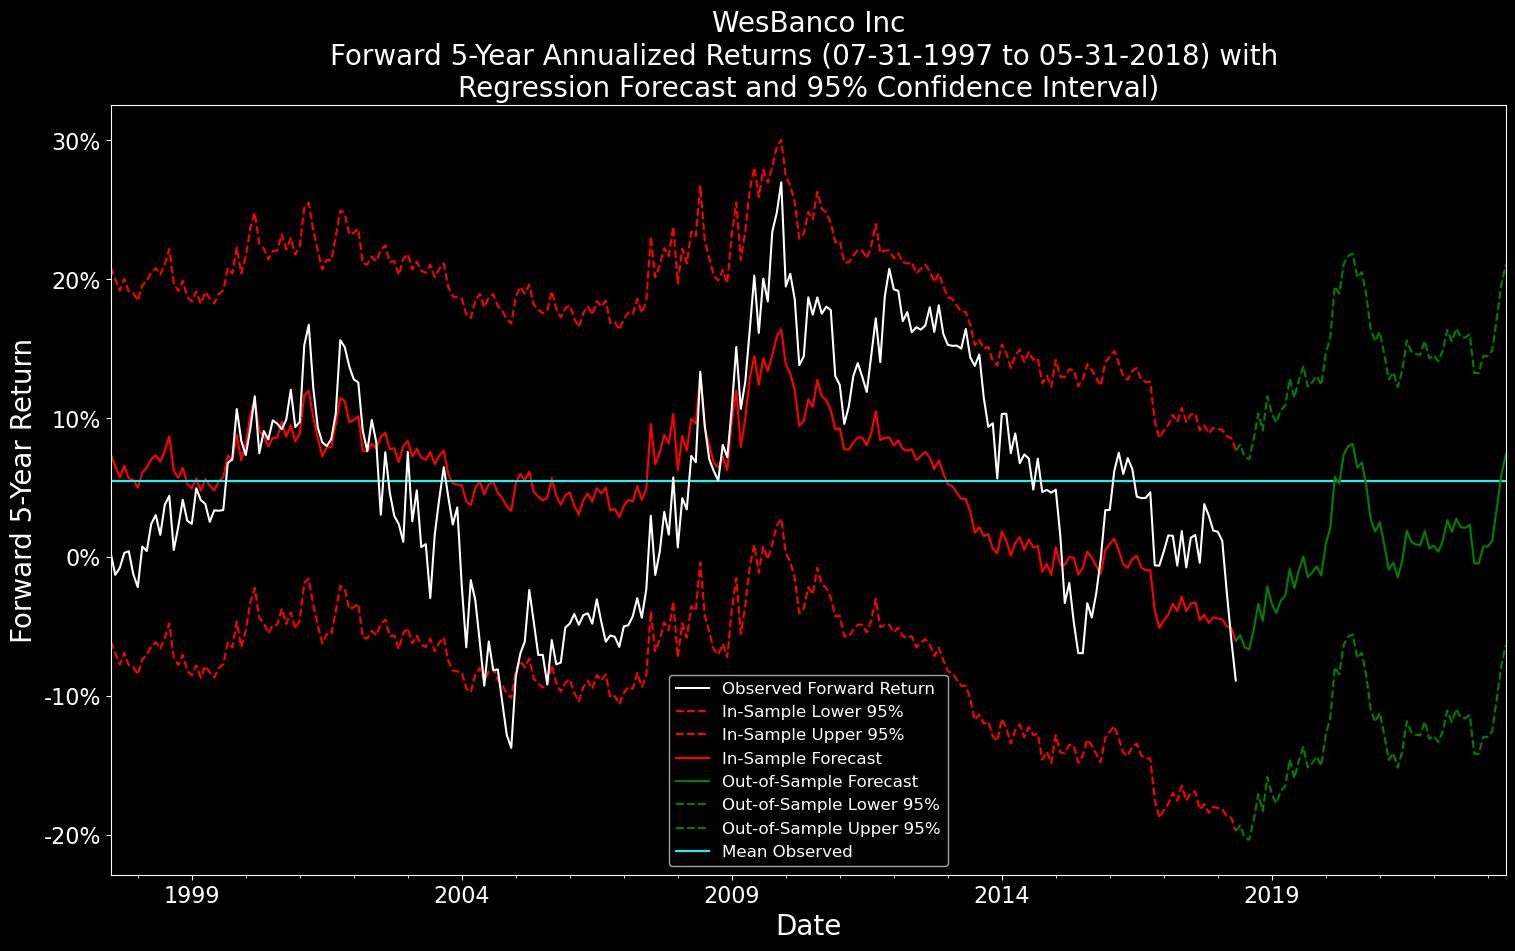 WesBanco Inc
Forward 5-Year Annualized Returns (07-31-1997 to 05-31-2018) with
Regression Forecast and 95% Confidence Interval)
Forward 5-Year Return
30%
20%
10%
0%
-10%
-20%
Observed Forward Return
In-Sample Lower 95%
In-Sample Upper 95%
In-Sample Forecast
Out-of-Sample Forecast
Out-of-Sample Lower 95%
Out-of-Sample Upper 95%
Mean Observed
1999 2004 2009 2014 2019
Date